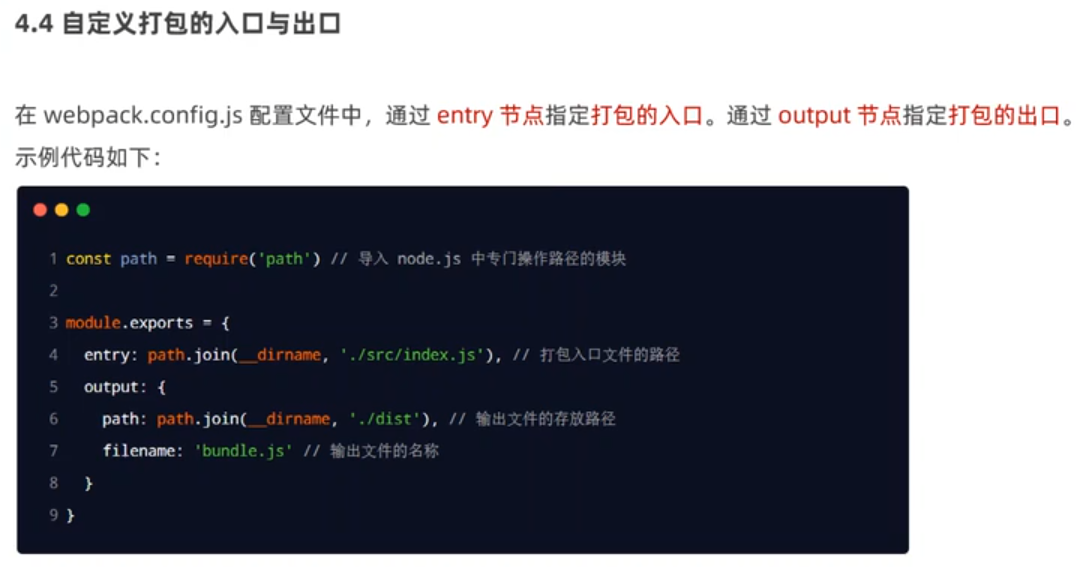 4.4 自定义打包的入口与出口
在 webpack.config.js 配置文件中，通过 entry 节点指定打包的入口。通过 output 节点指定打包的出口。
示例代码如下：
1 const path = require('path') // 导入 node.js 中专门操作路径的模块
2
3 module.exports = {
4   entry: path.join(__dirname, './src/index.js'), // 打包入口文件的路径
5   output: {
6     path: path.join(__dirname, './dist'), // 输出文件的存放路径
7     filename: 'bundle.js' // 输出文件的名称
8   }
9 }